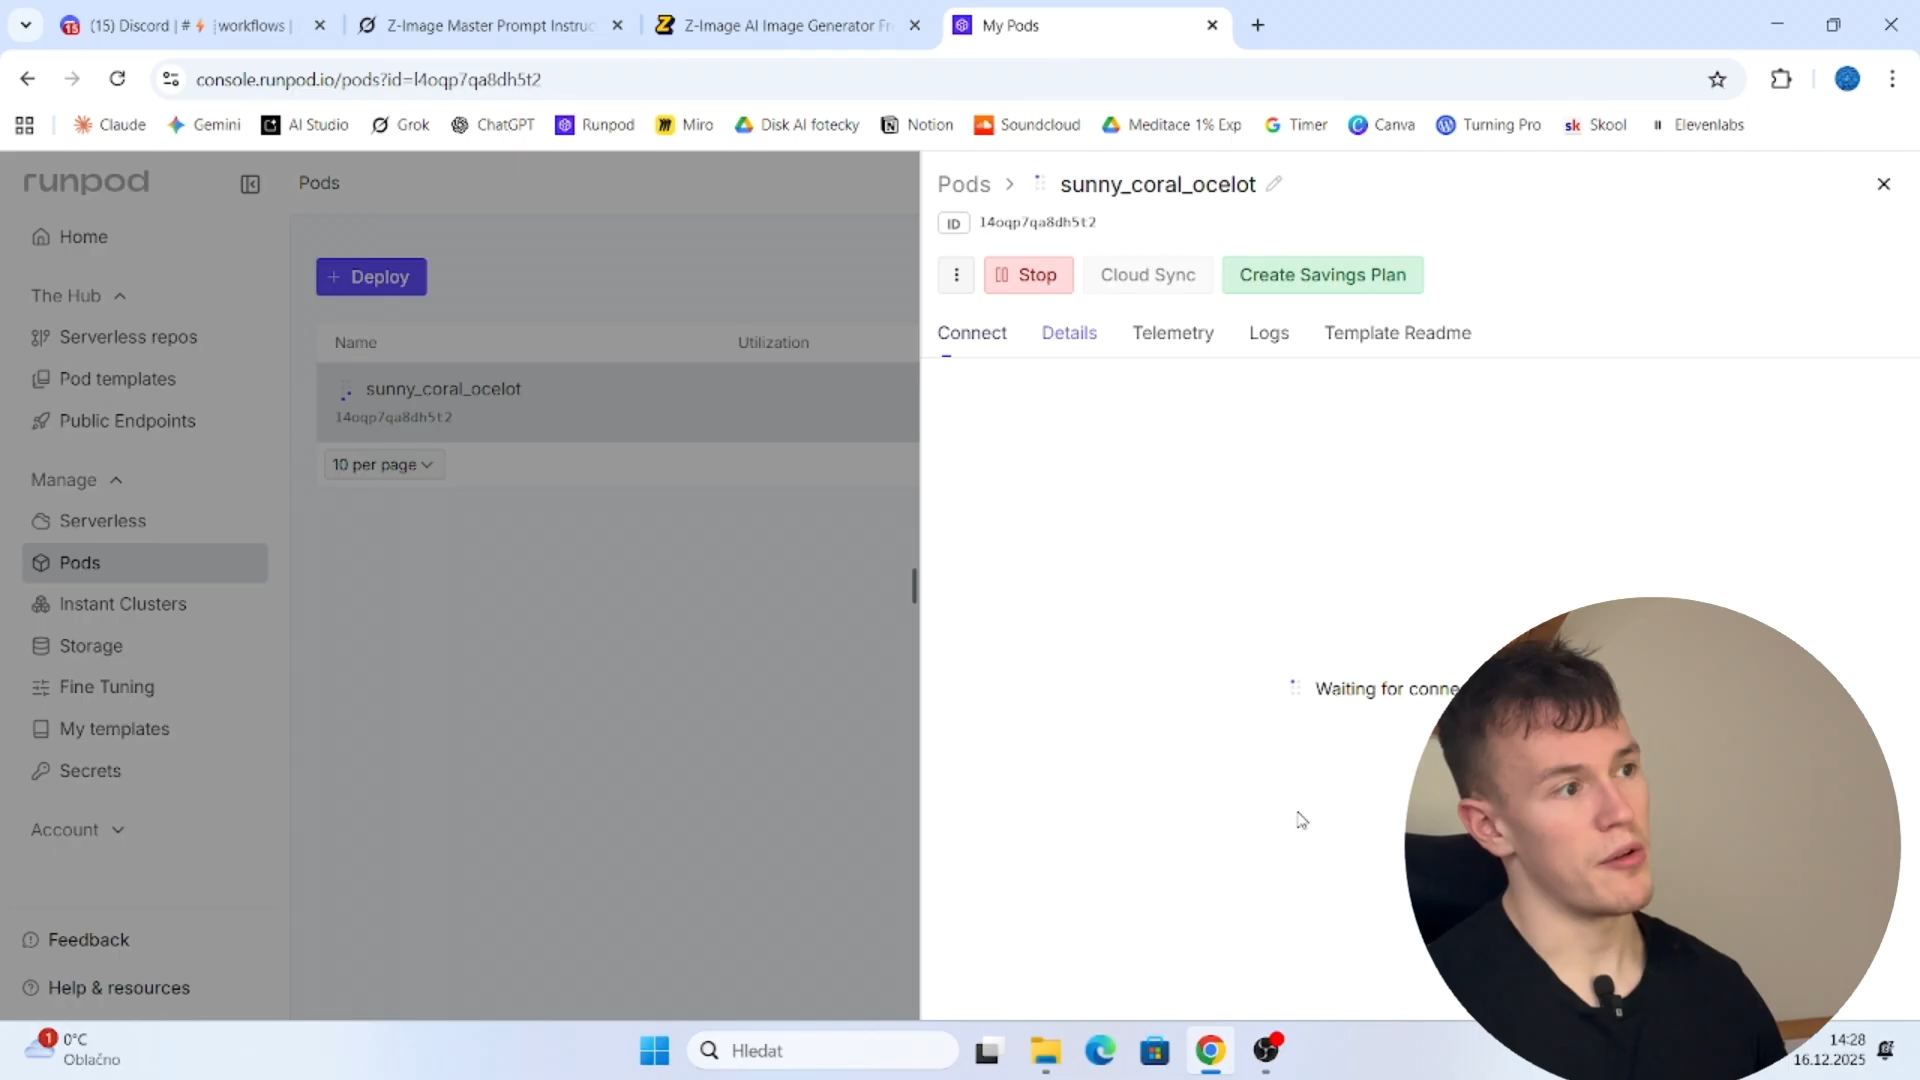 (15) Discord | # ⚡ ⁝workflows |
Z-Image Master Prompt Instruc
Z-Image AI Image Generator Fr
My Pods
console.runpod.io/pods?id=l4oqp7qa8dh5t2
Claude
Gemini
AI Studio
Grok
ChatGPT
Runpod
Miro
Disk AI fotecky
Notion
Soundcloud
Meditace 1% Exp
Timer
Canva
Turning Pro
Skool
Elevenlabs
runpod
Home
The Hub
Serverless repos
Pod templates
Public Endpoints
Manage
Serverless
Pods
Instant Clusters
Storage
Fine Tuning
My templates
Secrets
Account
Feedback
Help & resources
Pods
+ Deploy
Name Utilization
sunny_coral_ocelot
l4oqp7qa8dh5t2
10 per page
Pods > sunny_coral_ocelot
ID l4oqp7qa8dh5t2
Stop Cloud Sync Create Savings Plan
Connect Details Telemetry Logs Template Readme
Waiting for conne
1
0°C
Oblačno
Hledat
14:28
16.12.2025